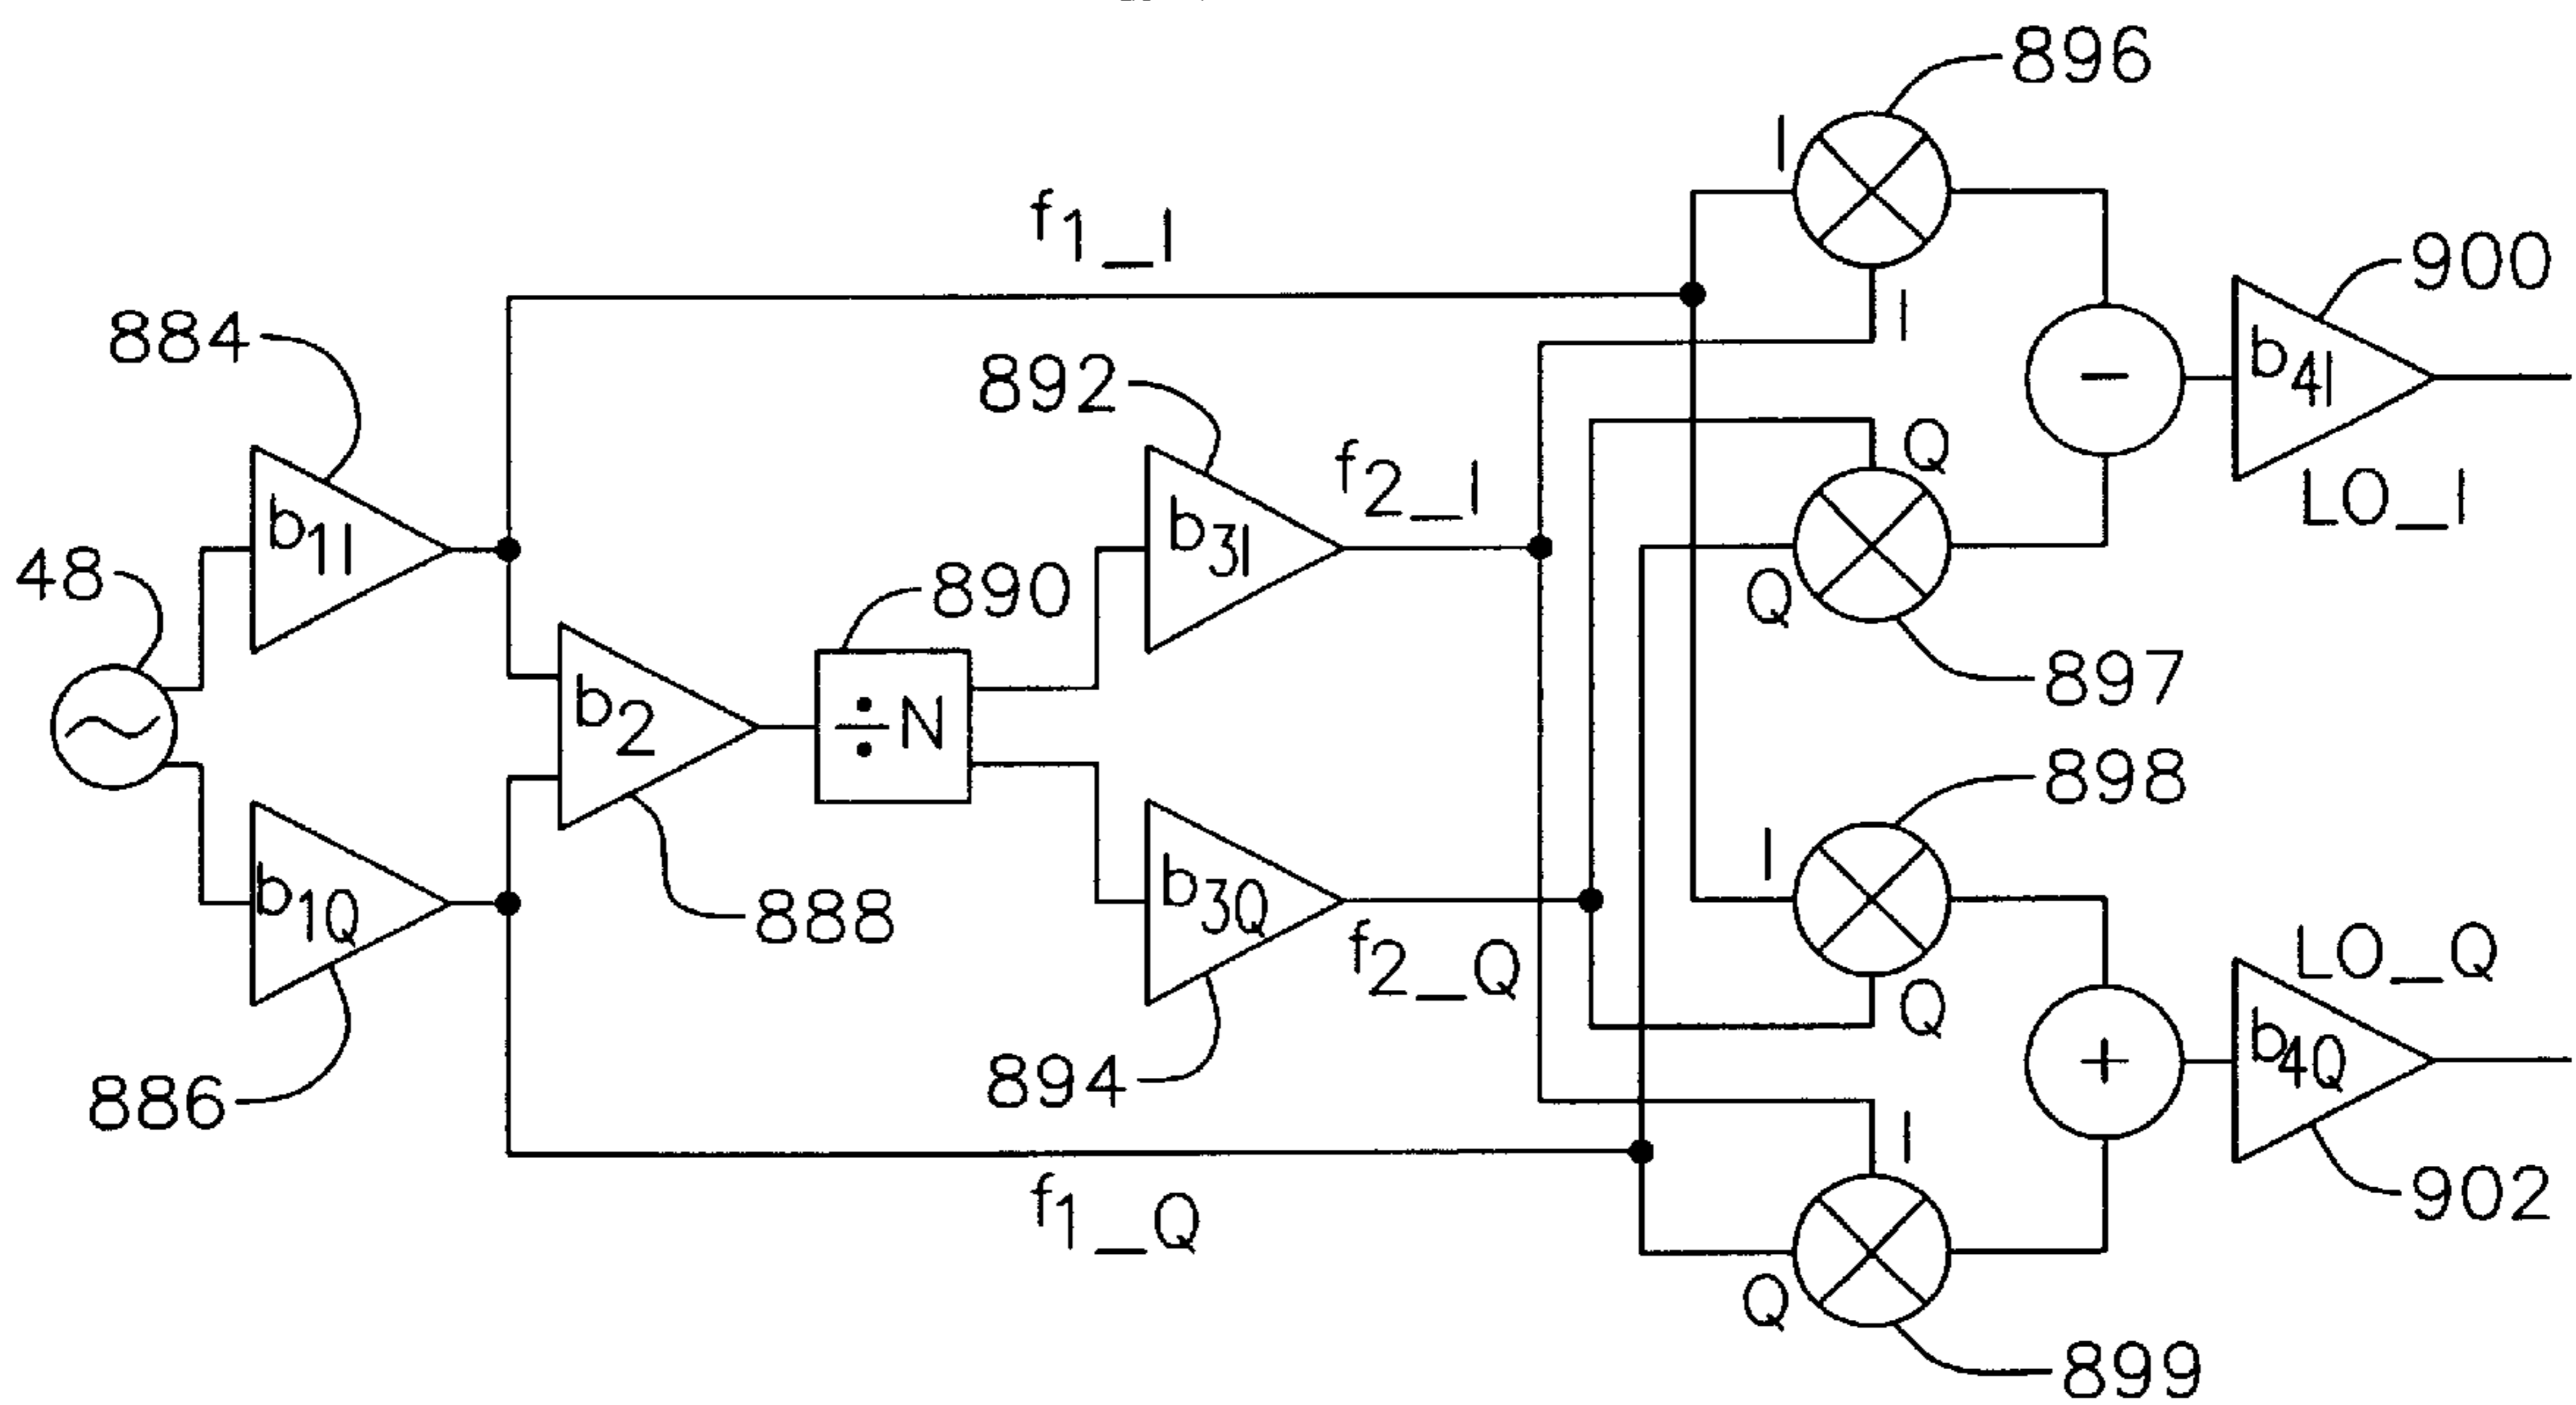 896
I
f1_I
900
I
884
b4I
892
Q
f2_I
b1I
b3I
LO_I
48
890
Q
897
b2
÷N
−
898
I
b1Q
b3Q
888
LO_Q
f2_Q
Q
+
b4Q
894
886
I
902
f1_Q
Q
899